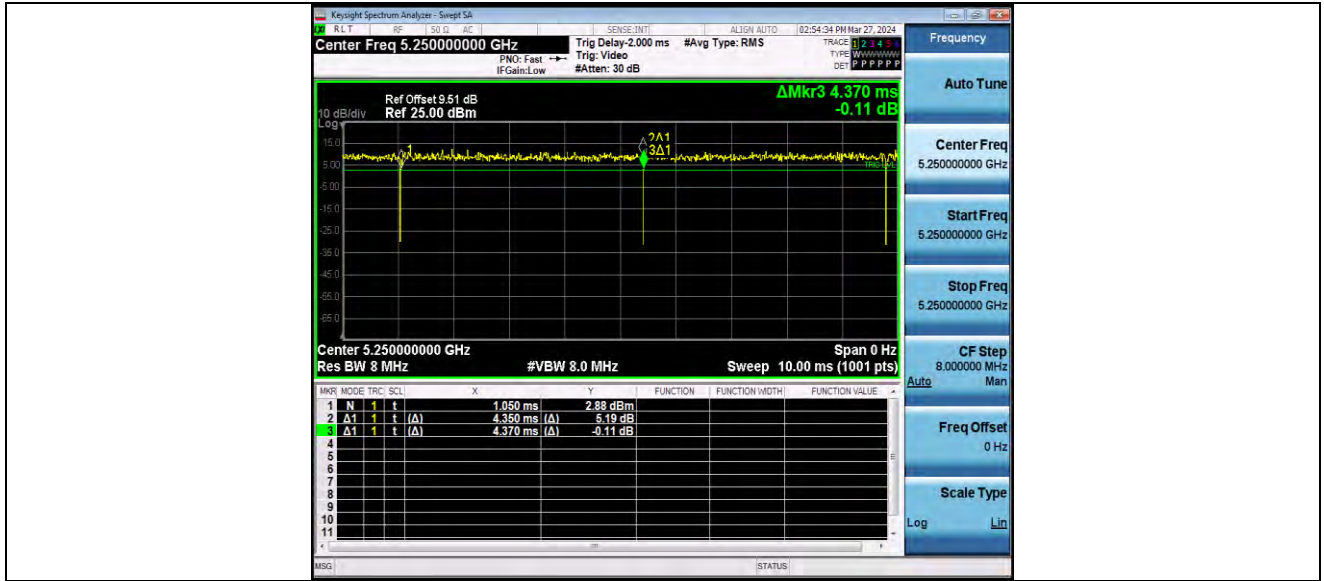 Keysight Spectrum Analyzer - Swept SA
RLT RF 50 Ω AC SENSE:INT ALIGN AUTO 02:54:34 PM Mar 27, 2024
Center Freq 5.250000000 GHz Trig Delay-2.000 ms #Avg Type: RMS TRACE 1 2 3 4 5 6
PNO: Fast Trig: Video TYPE WWWWWW
IFGain:Low #Atten: 30 dB DET P P P P P P
Frequency
ΔMkr3 4.370 ms
-0.11 dB
Ref Offset 9.51 dB
10 dB/div Ref 25.00 dBm
Log
15.0
5.00
-5.00
-15.0
-25.0
-35.0
-45.0
-55.0
-65.0
1
2Δ1
3Δ1
TRIG LVL
Center 5.250000000 GHz Span 0 Hz
Res BW 8 MHz #VBW 8.0 MHz Sweep 10.00 ms (1001 pts)
MKR MODE TRC SCL X Y FUNCTION FUNCTION WIDTH FUNCTION VALUE
1 N 1 t 1.050 ms 2.88 dBm
2 Δ1 1 t (Δ) 4.350 ms (Δ) 5.19 dB
3 Δ1 1 t (Δ) 4.370 ms (Δ) -0.11 dB
4
5
6
7
8
9
10
11
MSG STATUS
Auto Tune
Center Freq
5.250000000 GHz
Start Freq
5.250000000 GHz
Stop Freq
5.250000000 GHz
CF Step
8.000000 MHz
Auto Man
Freq Offset
0 Hz
Scale Type
Log Lin